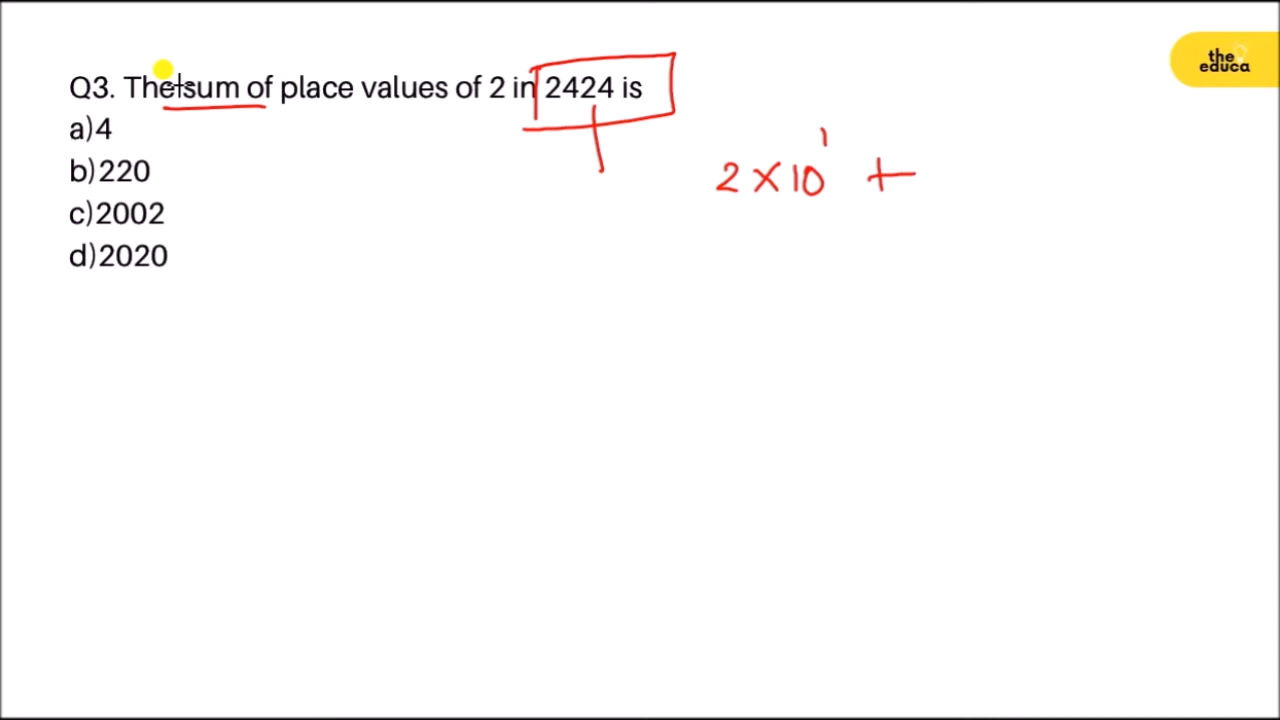 the
educa
Q3. The sum of place values of 2 in 2424 is
a)4
b)220
c)2002
d)2020
2 × 10¹ +